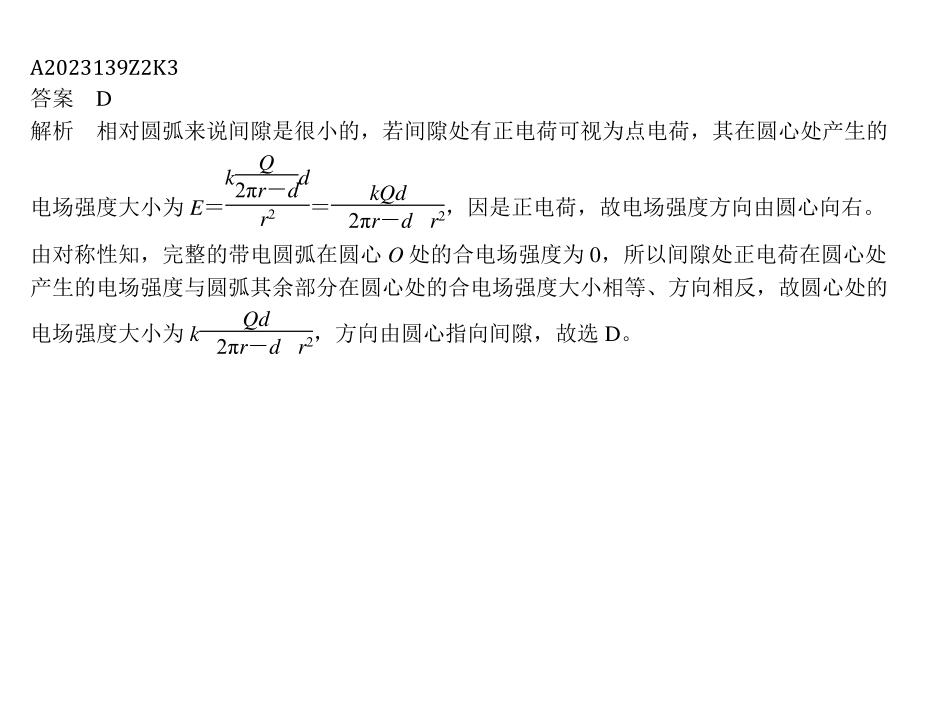 A2023139Z2K3
答案 D
解析 相对圆弧来说间隙是很小的，若间隙处有正电荷可视为点电荷，其在圆心处产生的
电场强度大小为 E＝\frac{k\frac{Q}{2πr－d}d}{r^2}＝\frac{kQd}{2πr－d r^2}，因是正电荷，故电场强度方向由圆心向右。
由对称性知，完整的带电圆弧在圆心 O 处的合电场强度为 0，所以间隙处正电荷在圆心处
产生的电场强度与圆弧其余部分在圆心处的合电场强度大小相等、方向相反，故圆心处的
电场强度大小为 k\frac{Qd}{2πr－d r^2}，方向由圆心指向间隙，故选 D。